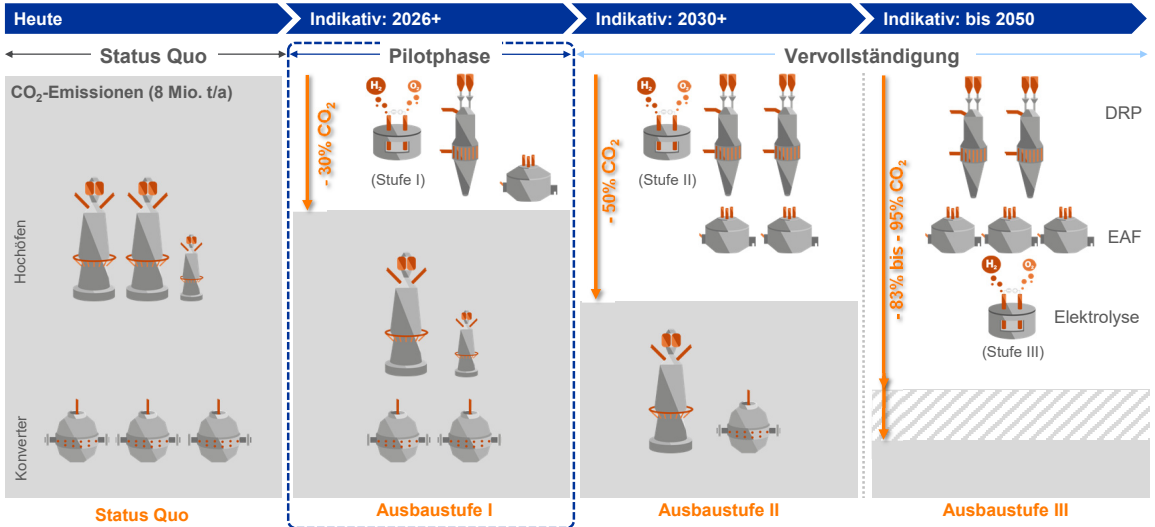 Heute
Indikativ: 2026+
Indikativ: 2030+
Indikativ: bis 2050
Status Quo
Pilotphase
Vervollständigung
CO₂-Emissionen (8 Mio. t/a)
Hochöfen
Konverter
- 30% CO₂
H₂
O₂
(Stufe I)
- 50% CO₂
H₂
O₂
(Stufe II)
- 83% bis - 95% CO₂
DRP
EAF
H₂
O₂
Elektrolyse
(Stufe III)
Status Quo
Ausbaustufe I
Ausbaustufe II
Ausbaustufe III